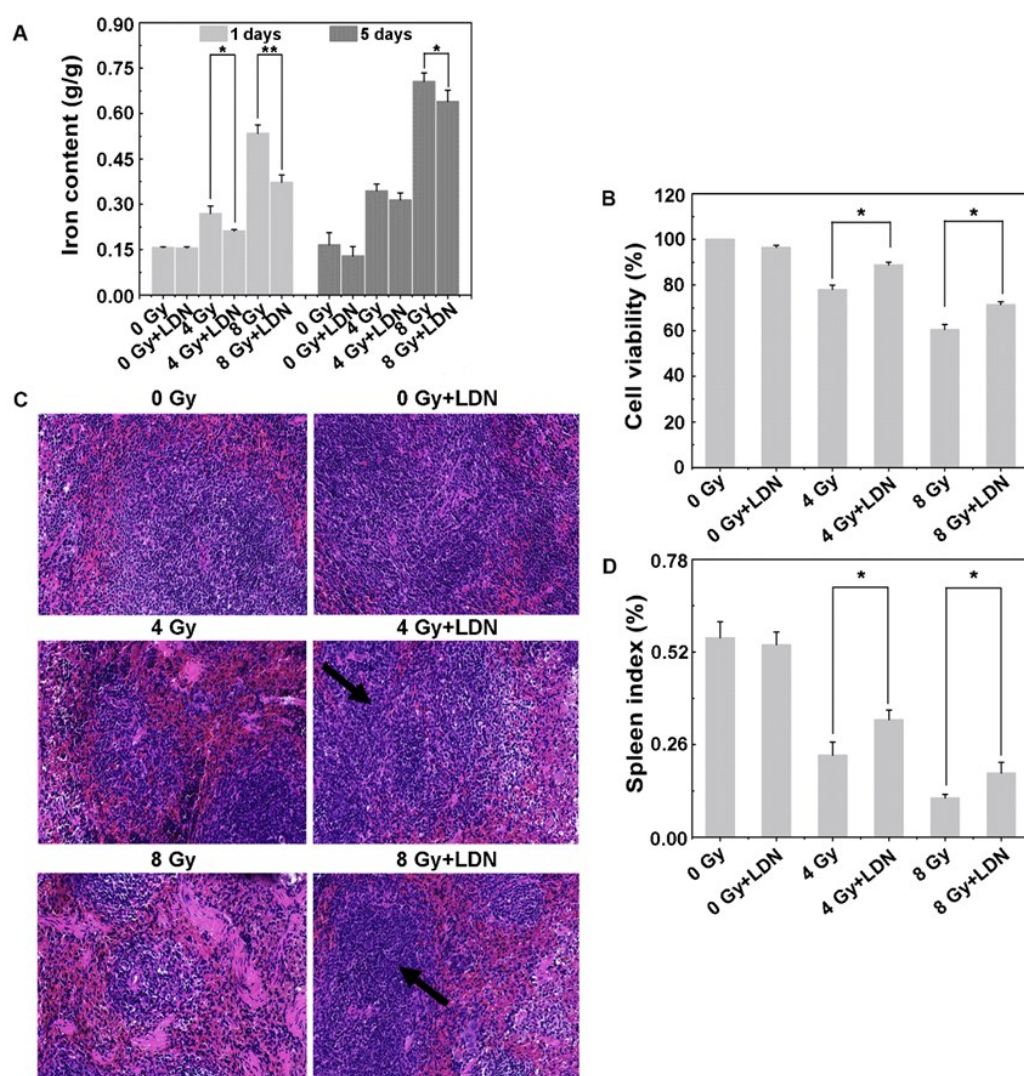 A
1 days
5 days
*
**
*
Iron content (g/g)
0.90
0.75
0.60
0.45
0.30
0.15
0.00
0 Gy
0 Gy+LDN
4 Gy
4 Gy+LDN
8 Gy
8 Gy+LDN
0 Gy
0 Gy+LDN
4 Gy
4 Gy+LDN
8 Gy
8 Gy+LDN
B
*
*
Cell viability (%)
120
100
80
60
40
20
0
0 Gy
0 Gy+LDN
4 Gy
4 Gy+LDN
8 Gy
8 Gy+LDN
C
0 Gy
0 Gy+LDN
4 Gy
4 Gy+LDN
8 Gy
8 Gy+LDN
D
*
*
Spleen index (%)
0.78
0.52
0.26
0.00
0 Gy
0 Gy+LDN
4 Gy
4 Gy+LDN
8 Gy
8 Gy+LDN